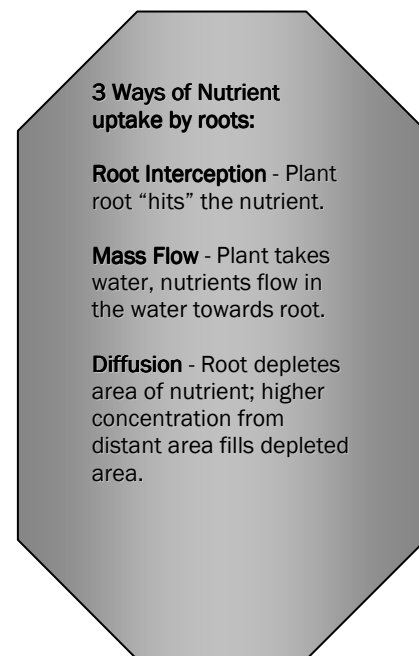 3 Ways of Nutrient
uptake by roots:
Root Interception - Plant
root “hits” the nutrient.
Mass Flow - Plant takes
water, nutrients flow in
the water towards root.
Diffusion - Root depletes
area of nutrient; higher
concentration from
distant area fills depleted
area.